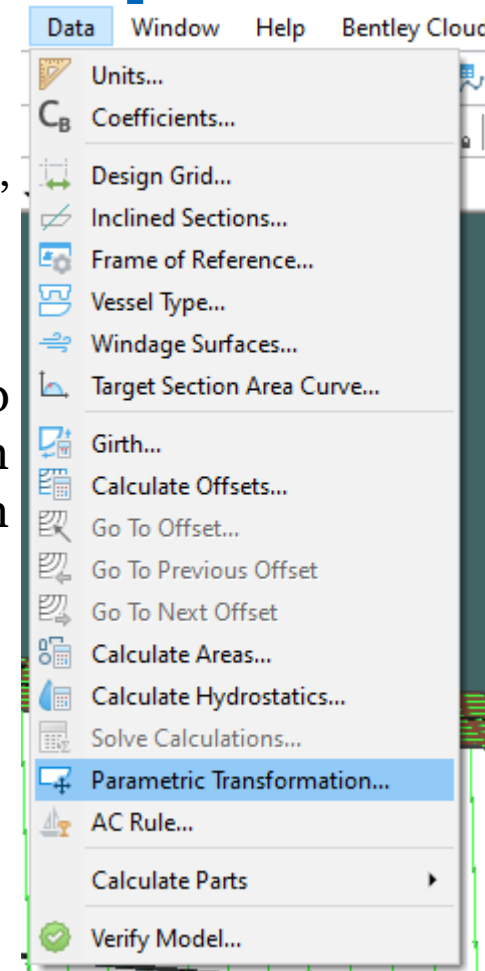 Data Window Help Bentley Cloud
Units...
CB Coefficients...
Design Grid...
Inclined Sections...
Frame of Reference...
Vessel Type...
Windage Surfaces...
Target Section Area Curve...
Girth...
Calculate Offsets...
Go To Offset...
Go To Previous Offset
Go To Next Offset
Calculate Areas...
Calculate Hydrostatics...
Solve Calculations...
Parametric Transformation...
AC Rule...
Calculate Parts
Verify Model...